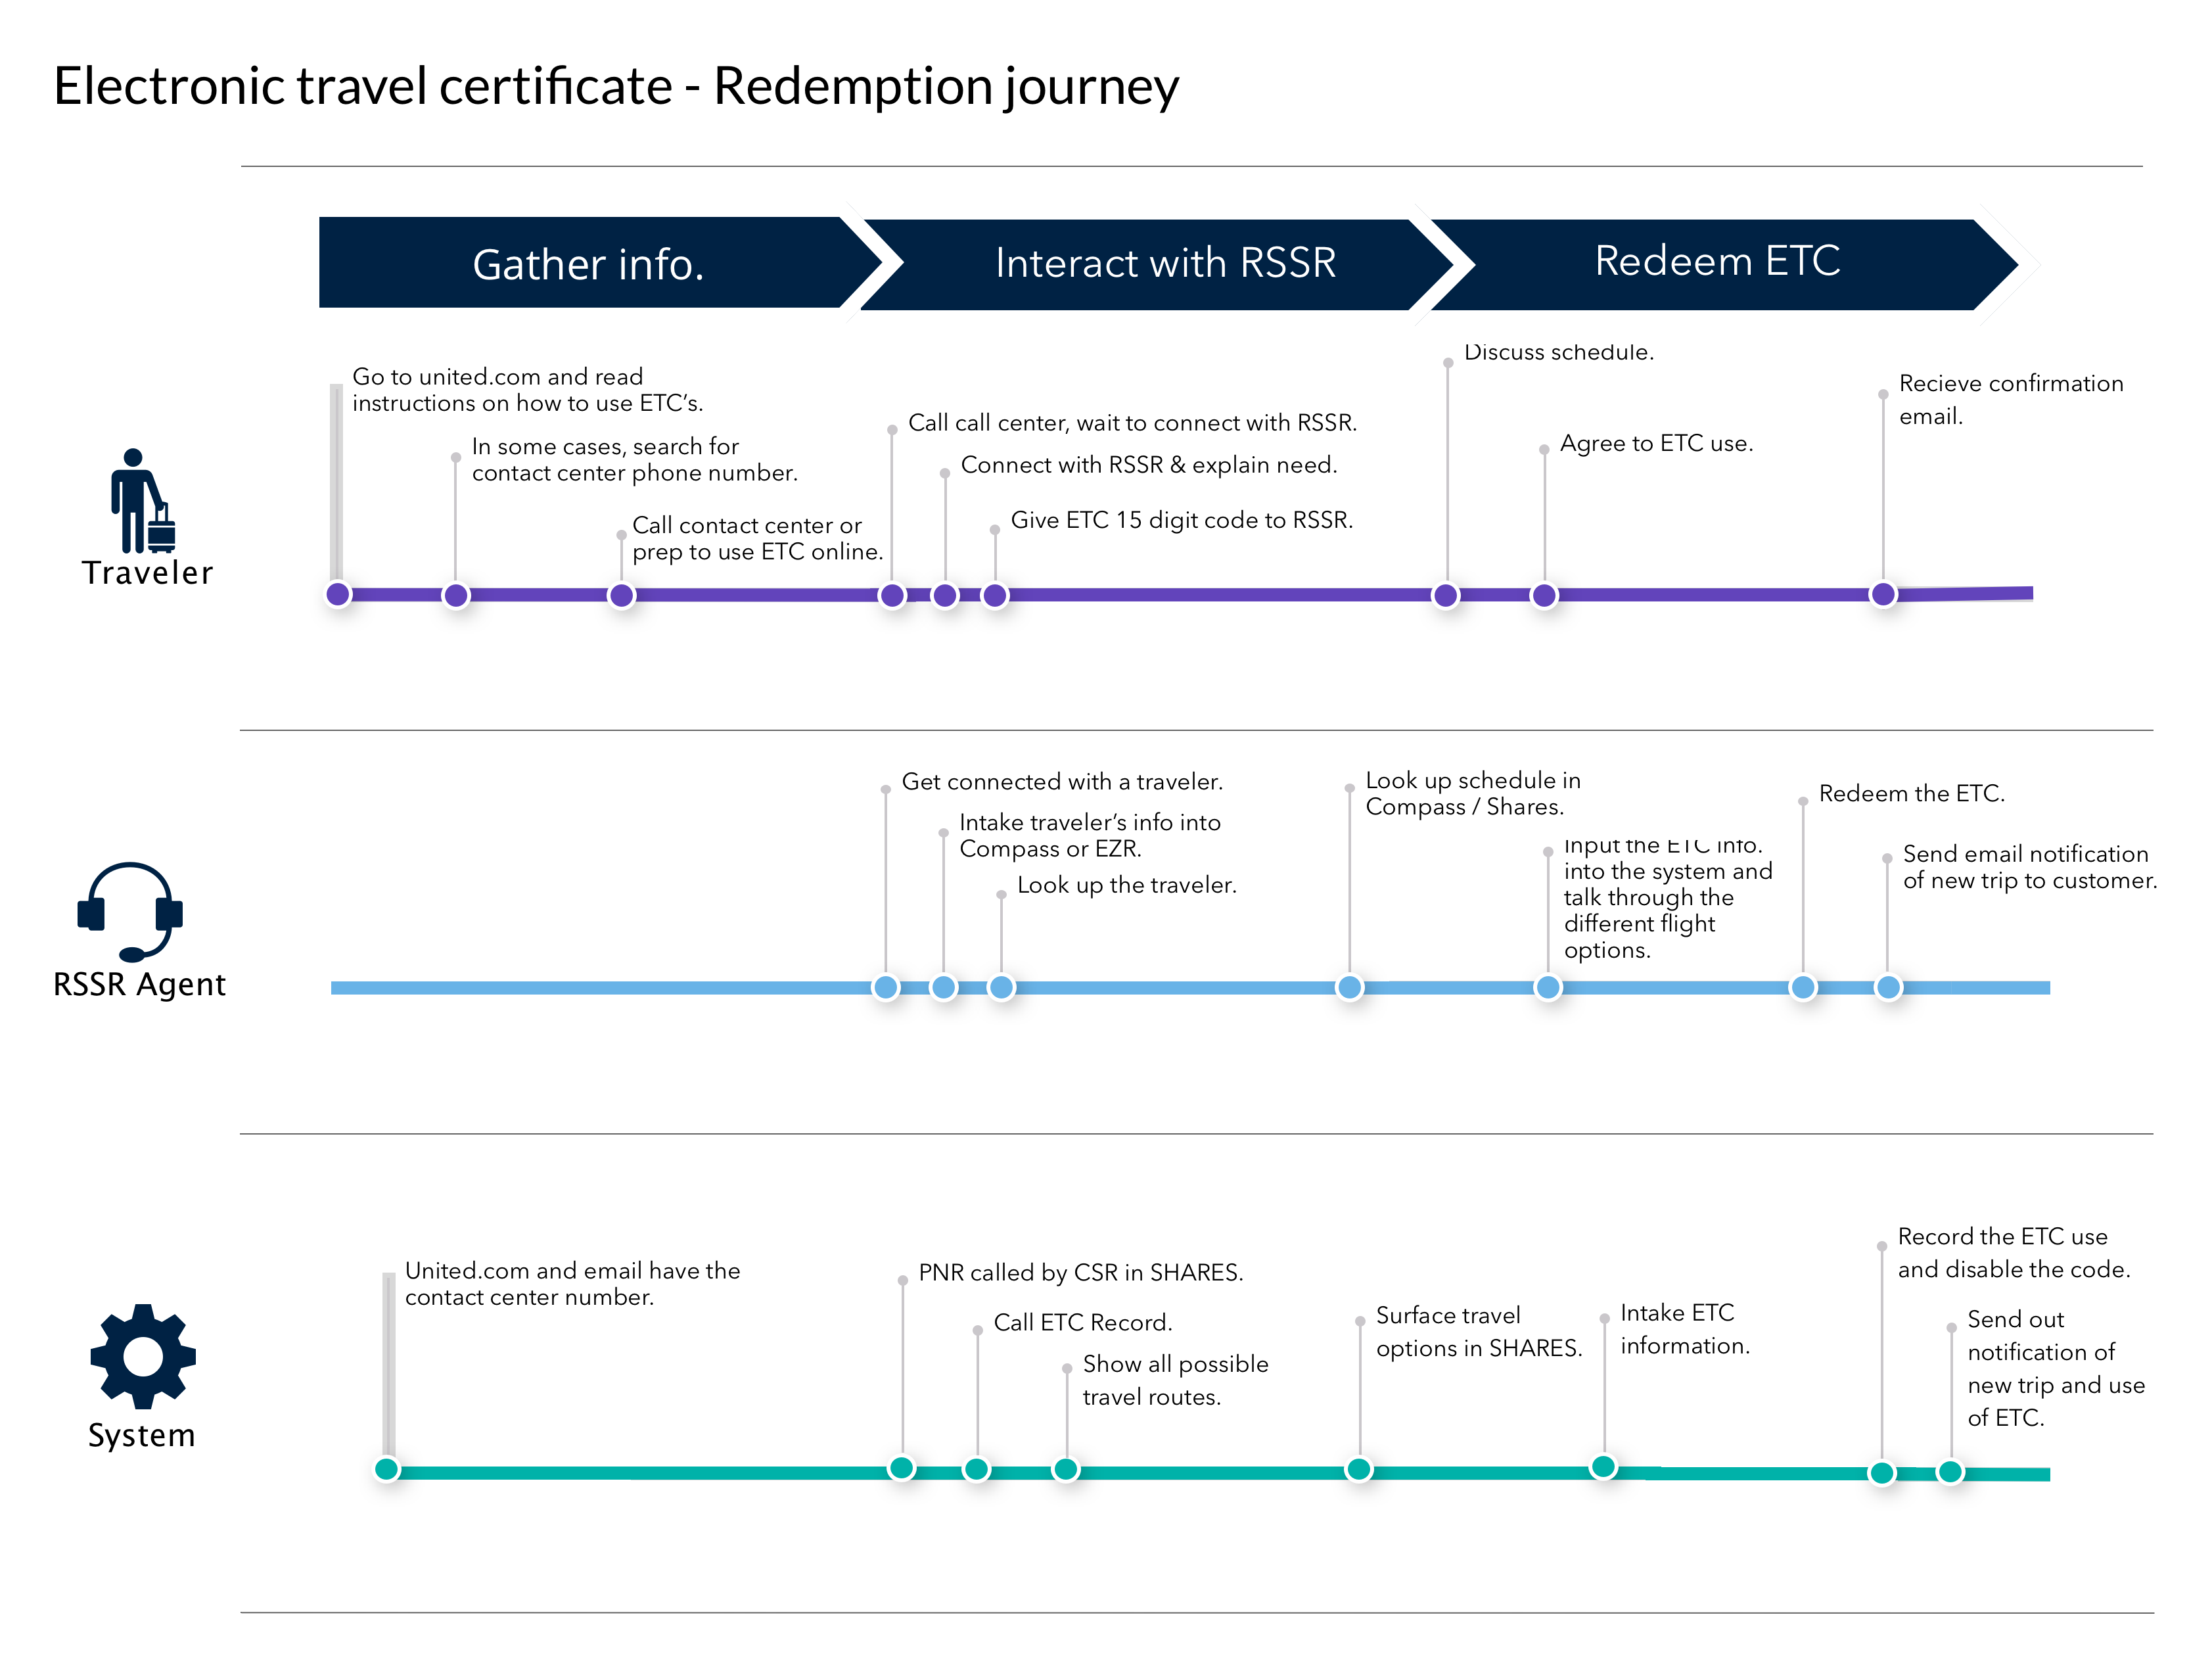 Electronic travel certificate - Redemption journey
Gather info.
Interact with RSSR
Redeem ETC
Traveler
Go to united.com and read
instructions on how to use ETC’s.
In some cases, search for
contact center phone number.
Call contact center or
prep to use ETC online.
Call call center, wait to connect with RSSR.
Connect with RSSR & explain need.
Give ETC 15 digit code to RSSR.
Discuss schedule.
Agree to ETC use.
Recieve confirmation
email.
RSSR Agent
Get connected with a traveler.
Intake traveler’s info into
Compass or EZR.
Look up the traveler.
Look up schedule in
Compass / Shares.
Input the ETC info.
into the system and
talk through the
different flight
options.
Redeem the ETC.
Send email notification
of new trip to customer.
System
United.com and email have the
contact center number.
PNR called by CSR in SHARES.
Call ETC Record.
Show all possible
travel routes.
Surface travel
options in SHARES.
Intake ETC
information.
Record the ETC use
and disable the code.
Send out
notification of
new trip and use
of ETC.